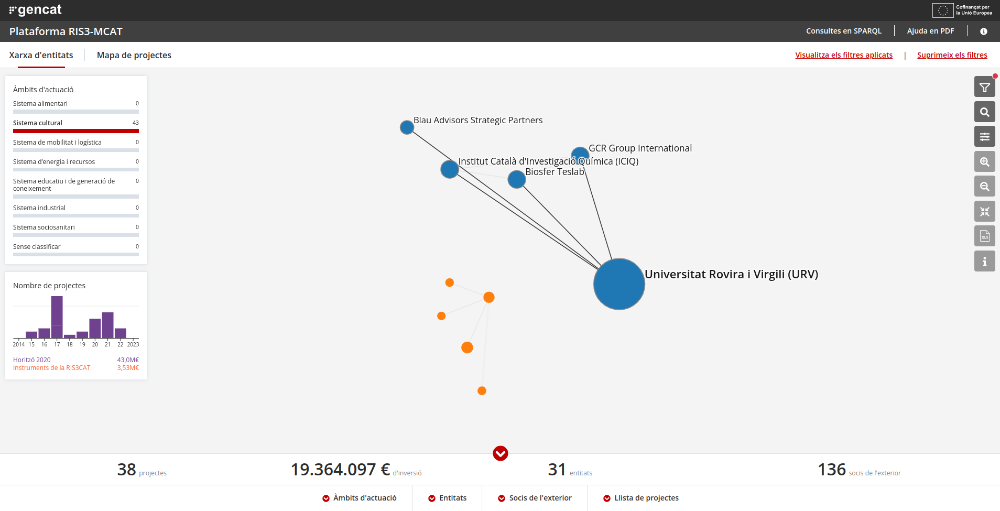 gencat
Cofinançat per
la Unió Europea
Plataforma RIS3-MCAT
Consultes en SPARQL
Ajuda en PDF
Xarxa d'entitats
Mapa de projectes
Visualitza els filtres aplicats
|
Suprimeix els filtres
Àmbits d'actuació
Sistema alimentari 0
Sistema cultural 43
Sistema de mobilitat i logística 0
Sistema d'energia i recursos 0
Sistema educatiu i de generació de 0
coneixement
Sistema industrial 0
Sistema sociosanitari 0
Sense classificar 0
Nombre de projectes
2014 15 16 17 18 19 20 21 22 2023
Horitzó 2020 43,0M€
Instruments de la RIS3CAT 3,53M€
Blau Advisors Strategic Partners
GCR Group International
Institut Català d'Investigació Química (ICIQ)
Biosfer Teslab
Universitat Rovira i Virgili (URV)
XLS
38 projectes
19.364.097 € d'inversió
31 entitats
136 socis de l'exterior
Àmbits d'actuació
Entitats
Socis de l'exterior
Llista de projectes